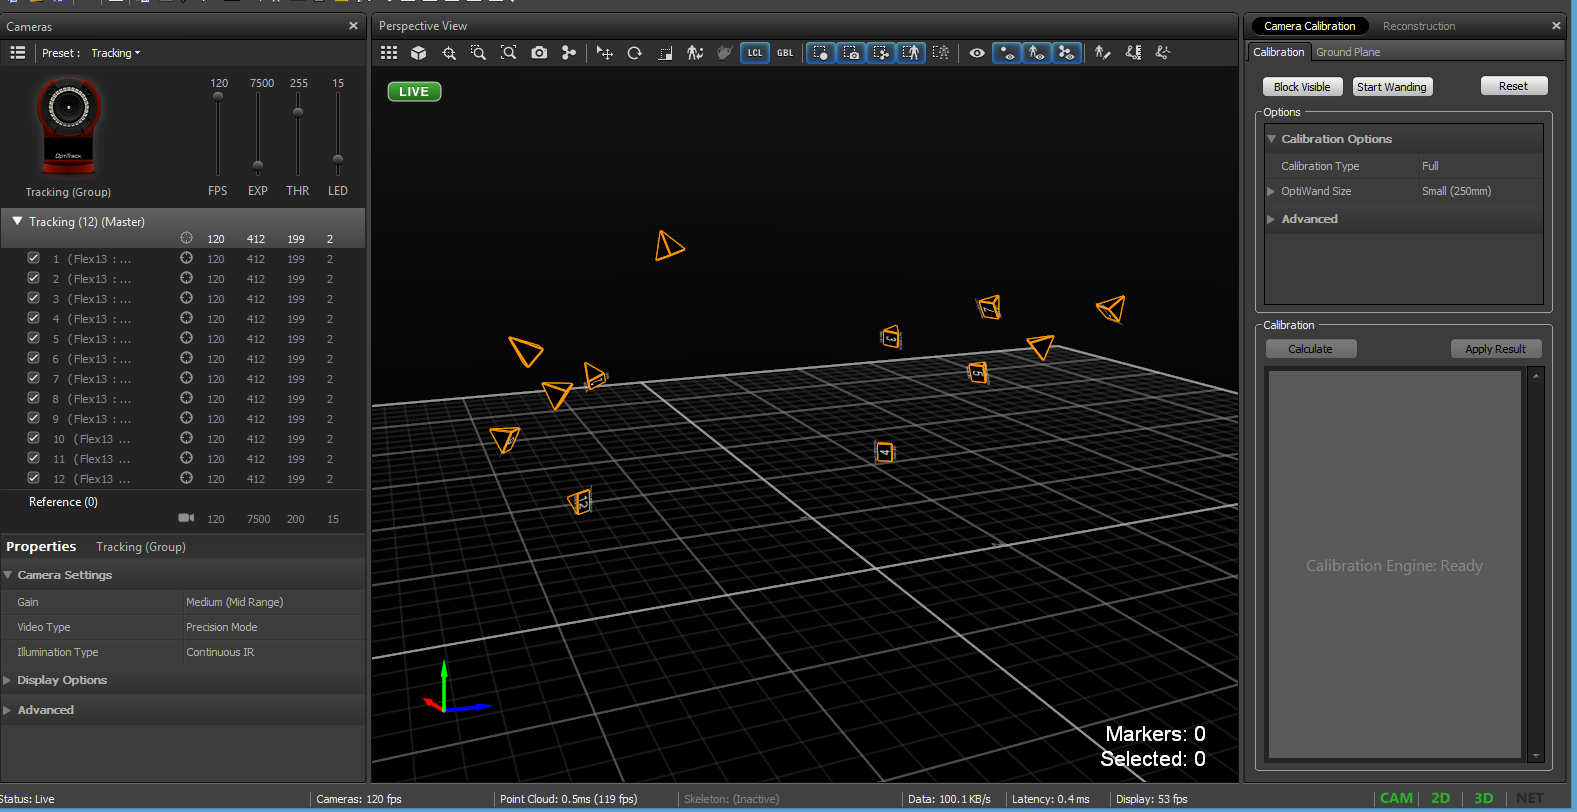 Cameras
Preset : Tracking
120 7500 255 15
OptiTrack
FPS EXP THR LED
Tracking (Group)
Tracking (12) (Master)
120 412 199 2
1 (Flex13 : ... 120 412 199 2
2 (Flex13 : ... 120 412 199 2
3 (Flex13 : ... 120 412 199 2
4 (Flex13 : ... 120 412 199 2
5 (Flex13 : ... 120 412 199 2
6 (Flex13 : ... 120 412 199 2
7 (Flex13 : ... 120 412 199 2
8 (Flex13 : ... 120 412 199 2
9 (Flex13 : ... 120 412 199 2
10 (Flex13 ... 120 412 199 2
11 (Flex13 ... 120 412 199 2
12 (Flex13 ... 120 412 199 2
Reference (0)
120 7500 200 15
Properties Tracking (Group)
Camera Settings
Gain Medium (Mid Range)
Video Type Precision Mode
Illumination Type Continuous IR
Display Options
Advanced
Perspective View
LCL GBL
LIVE
7
3
5
4
12
Markers: 0
Selected: 0
Camera Calibration Reconstruction
Calibration Ground Plane
Block Visible Start Wanding Reset
Options
Calibration Options
Calibration Type Full
OptiWand Size Small (250mm)
Advanced
Calibration
Calculate Apply Result
Calibration Engine: Ready
Status: Live Cameras: 120 fps Point Cloud: 0.5ms (119 fps) Skeleton: (Inactive) Data: 100.1 KB/s Latency: 0.4 ms Display: 53 fps CAM 2D 3D NET